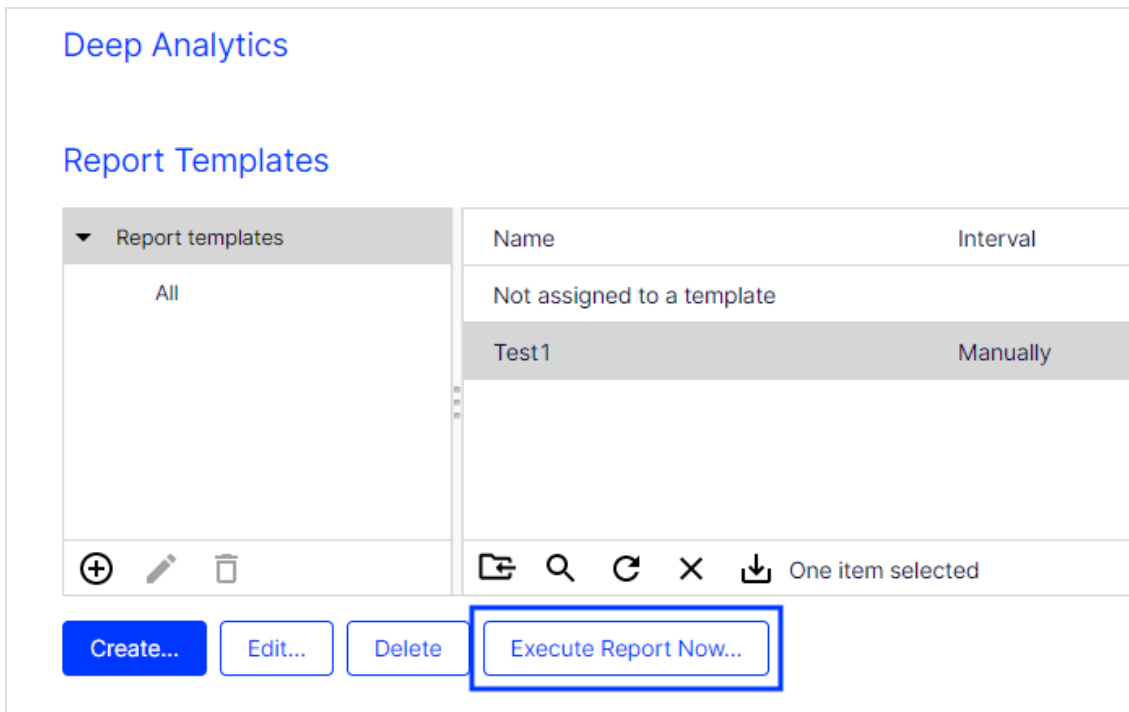 Deep Analytics
Report Templates
Report templates
All
Name Interval
Not assigned to a template
Test1 Manually
One item selected
Create... Edit... Delete Execute Report Now...